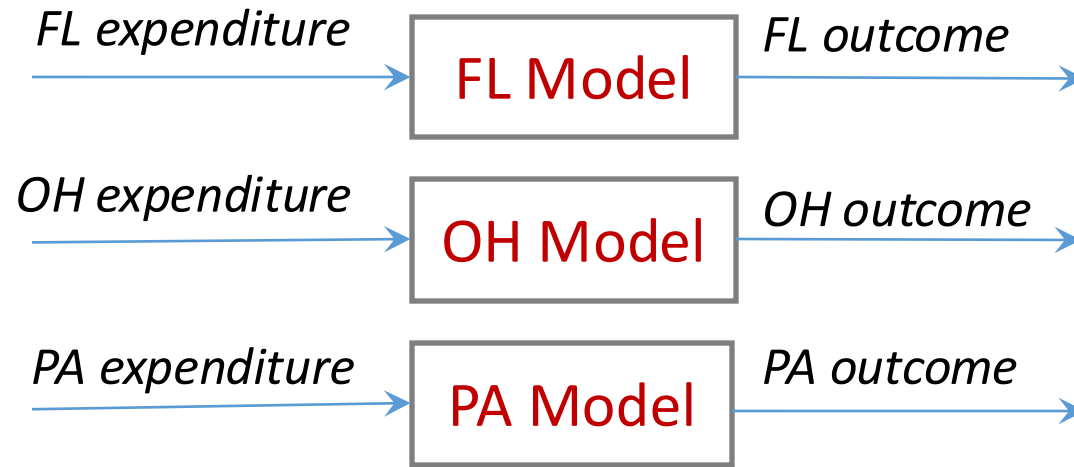 FL expenditure
FL Model
FL outcome
OH expenditure
OH Model
OH outcome
PA expenditure
PA Model
PA outcome